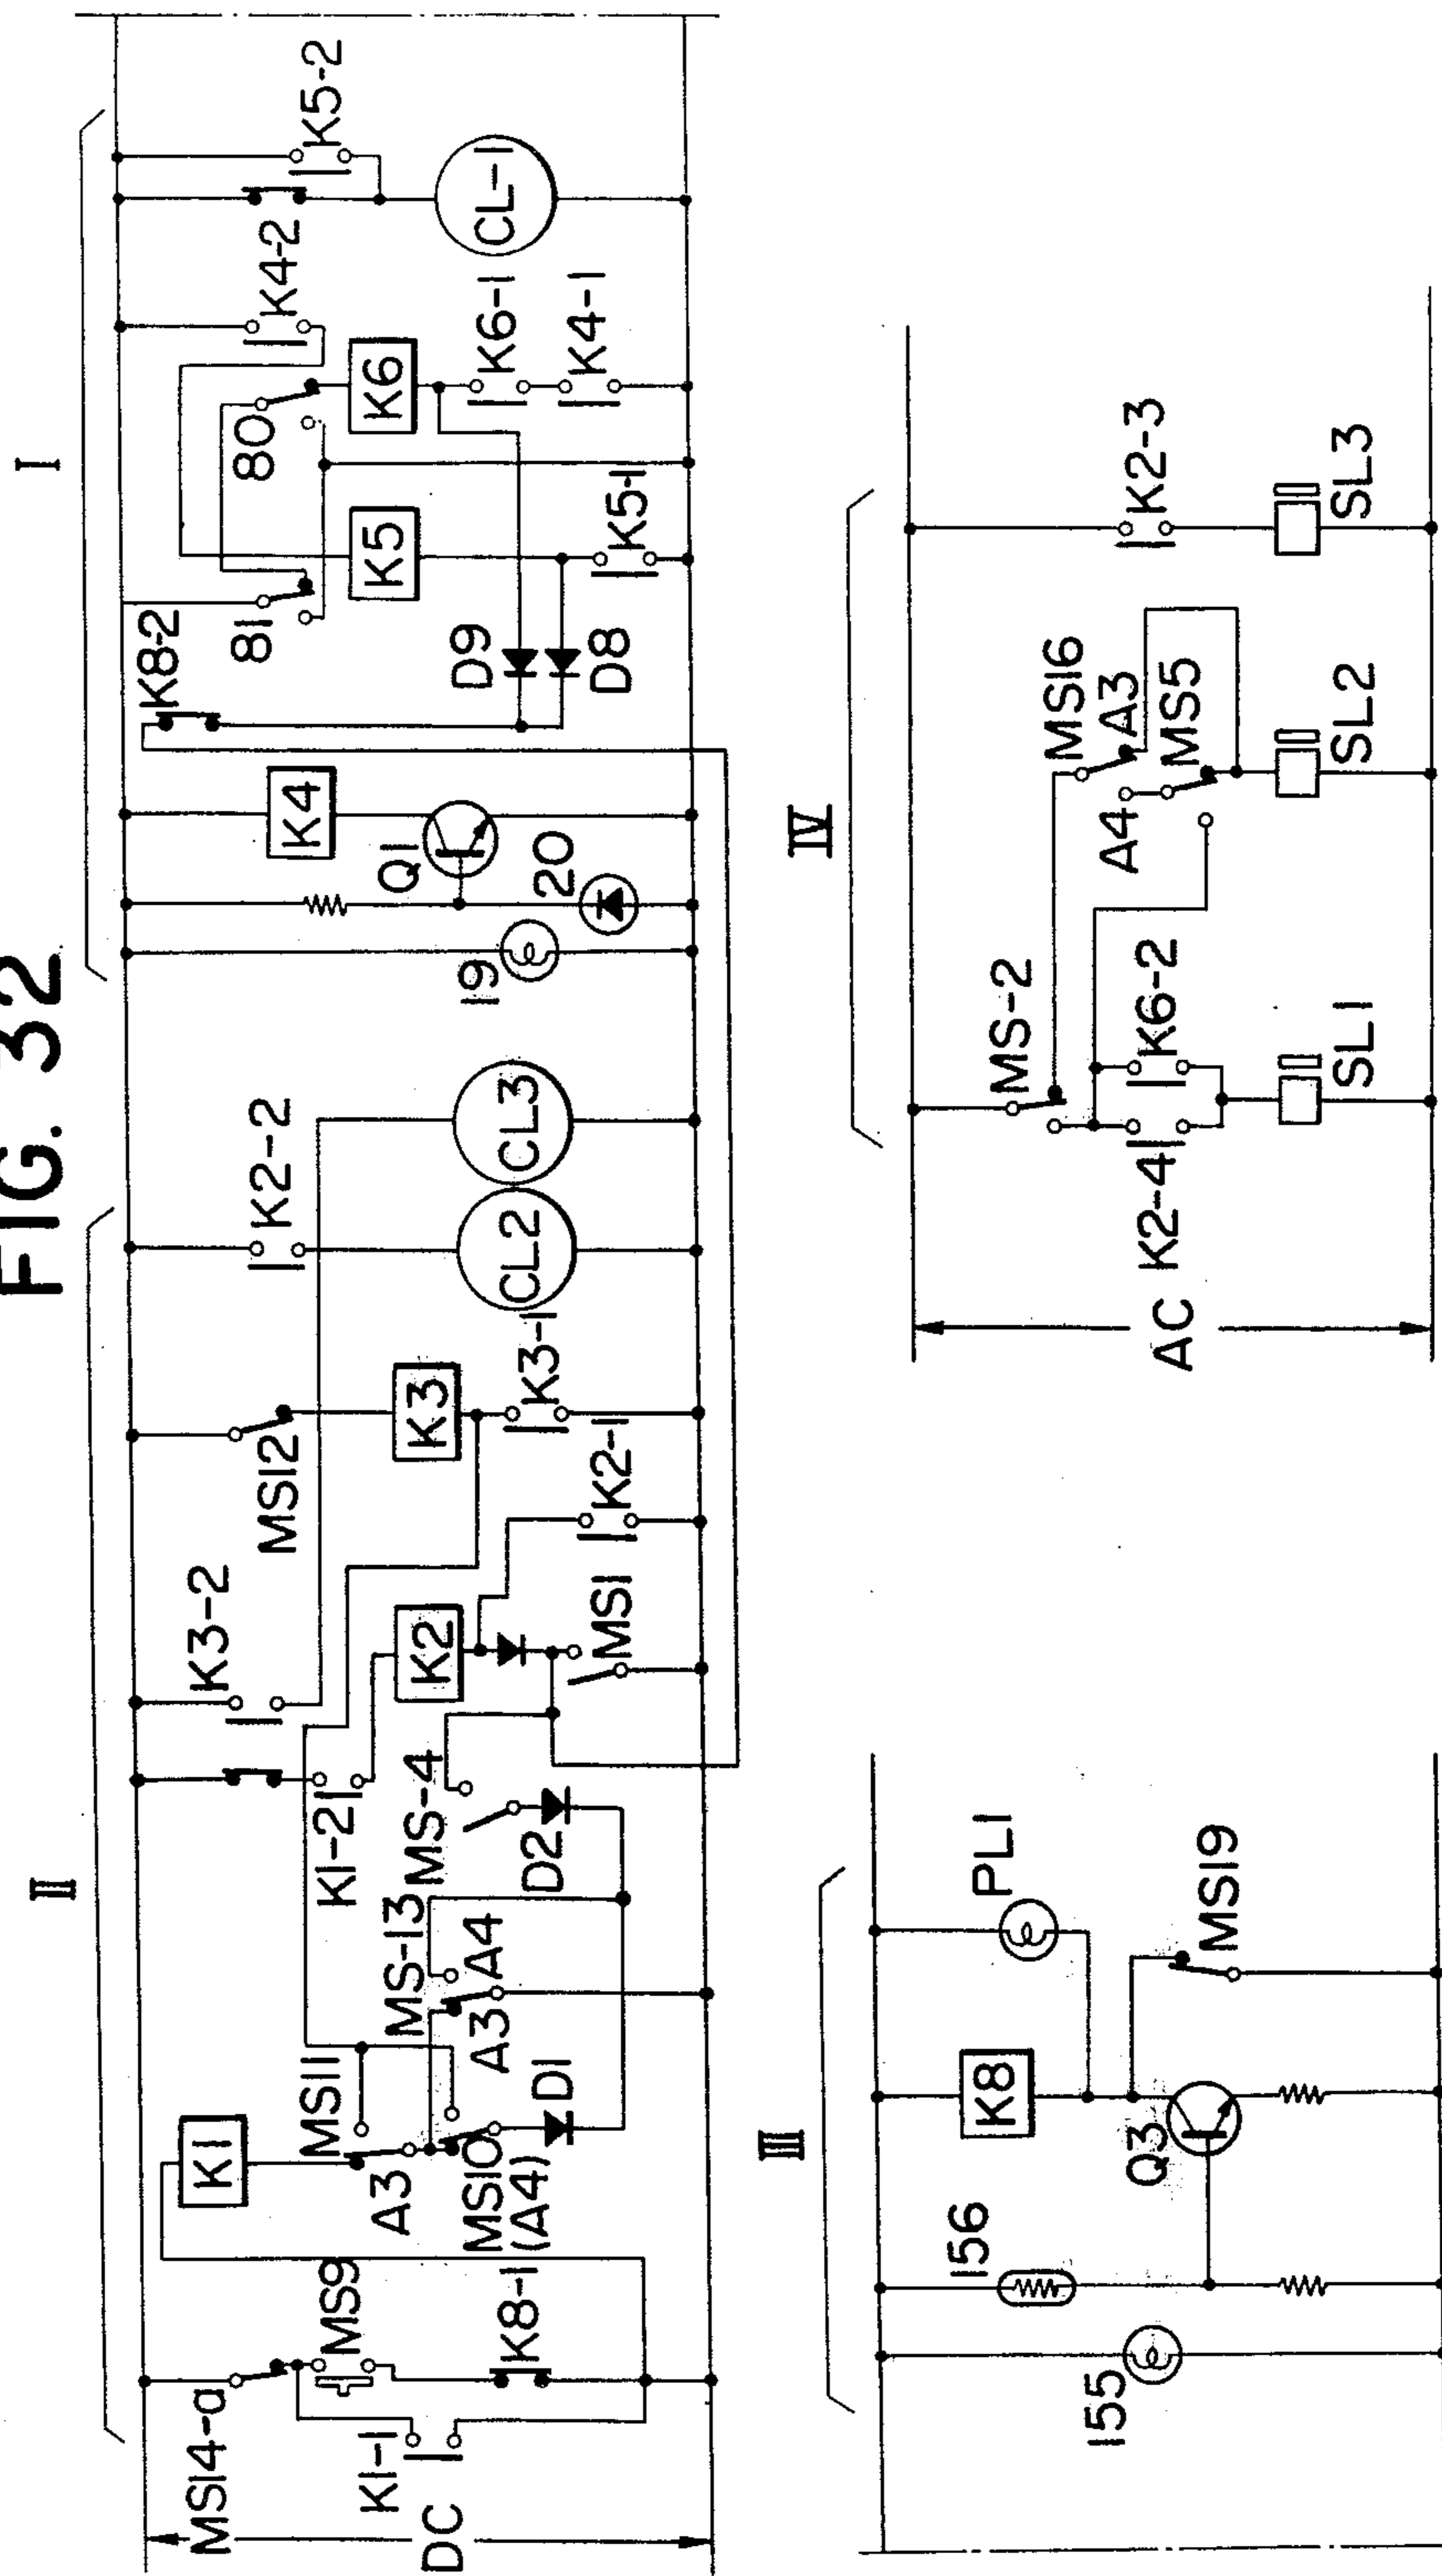 FIG. 32
II
I
MS14-a
MS9
K1-1
K8-1
DC
K1
MS11
A3
MS10
(A4)
D1
MS-13
A4
A3
K1-2
MS-4
D2
K3-2
K2
MS1
K2-1
MS12
K3
K3-1
K2-2
CL2
CL3
19
20
Q1
K4
K8-2
81
D9
D8
K5
K5-1
80
K6
K6-1
K4-1
K4-2
CL-1
K5-2
III
155
156
Q3
K8
PL1
MS19
IV
AC
K2-4
MS-2
K6-2
SL1
MS16
A3
A4
MS5
SL2
K2-3
SL3